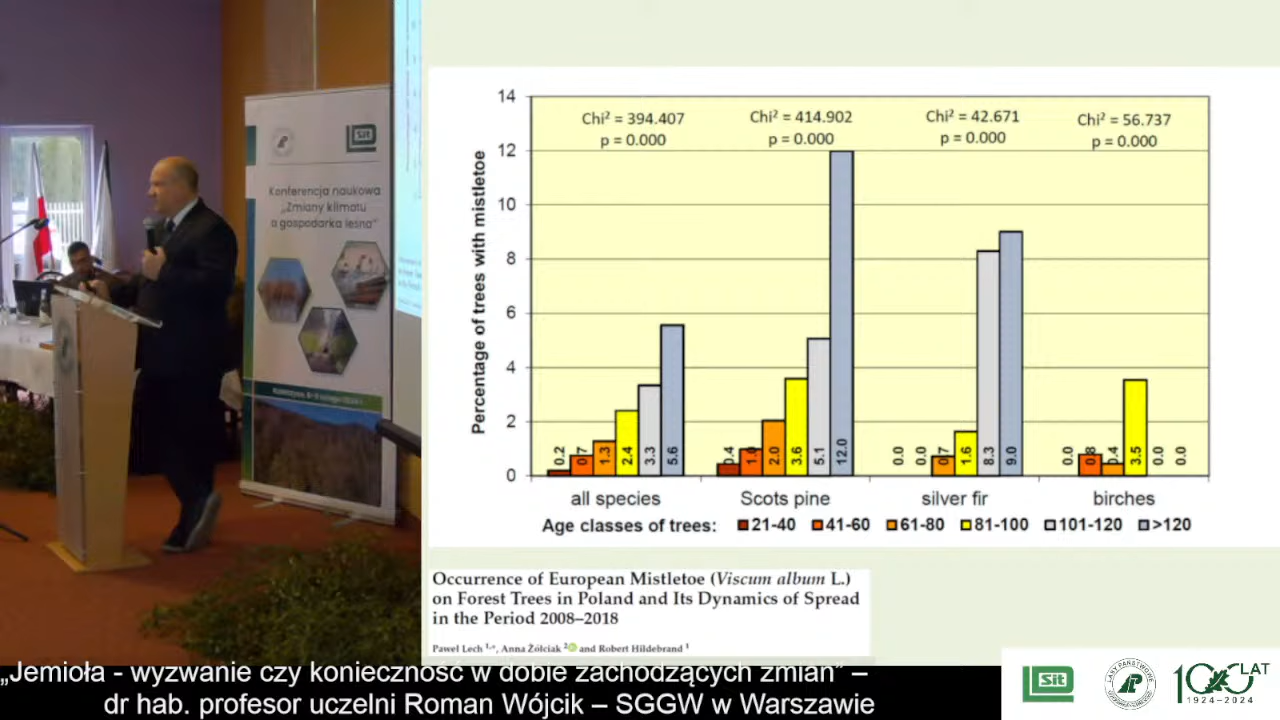 Sit
Konferencja naukowa
„Zmiany klimatu
a gospodarka leśna”
14
12
10
8
6
4
2
0
Percentage of trees with mistletoe
Chi² = 394.407
p = 0.000
Chi² = 414.902
p = 0.000
Chi² = 42.671
p = 0.000
Chi² = 56.737
p = 0.000
0.2 0.7 1.3 2.4 3.3 5.6
0.4 1.0 2.0 3.6 5.1 12.0
0.0 0.0 0.7 1.6 8.3 9.0
0.0 0.8 0.4 3.5 0.0 0.0
all species Scots pine silver fir birches
Age classes of trees: 21-40 41-60 61-80 81-100 101-120 >120
Occurrence of European Mistletoe (Viscum album L.)
on Forest Trees in Poland and Its Dynamics of Spread
in the Period 2008–2018
Paweł Lech 1,*, Anna Żółciak 2 and Robert Hildebrand 1
„Jemioła - wyzwanie czy konieczność w dobie zachodzących zmian” –
dr hab. profesor uczelni Roman Wójcik – SGGW w Warszawie
Sit
100 LAT
1924-2024